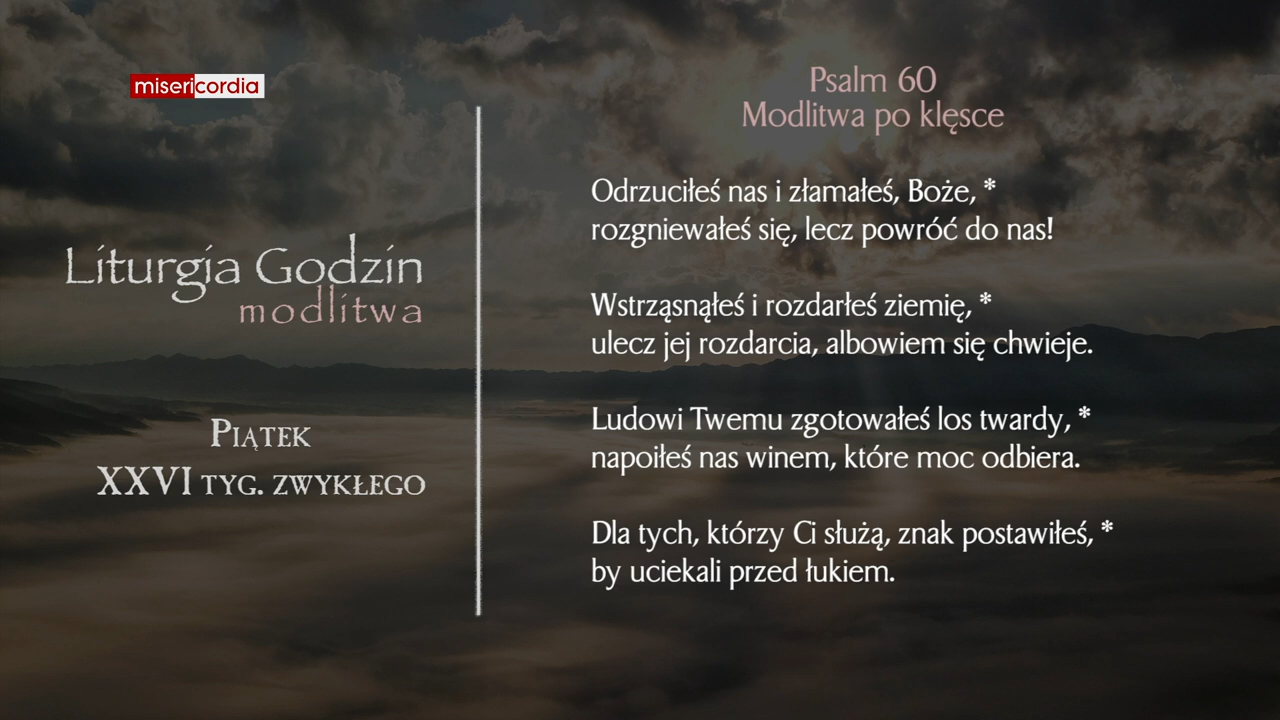 misericordia
Liturgia Godzin
modlitwa
Piątek
XXVI tyg. zwykłego
Psalm 60
Modlitwa po klęsce
Odrzuciłeś nas i złamałeś, Boże, *
rozgniewałeś się, lecz powróć do nas!
Wstrząsnąłeś i rozdarłeś ziemię, *
ulecz jej rozdarcia, albowiem się chwieje.
Ludowi Twemu zgotowałeś los twardy, *
napoiłeś nas winem, które moc odbiera.
Dla tych, którzy Ci służą, znak postawiłeś, *
by uciekali przed łukiem.